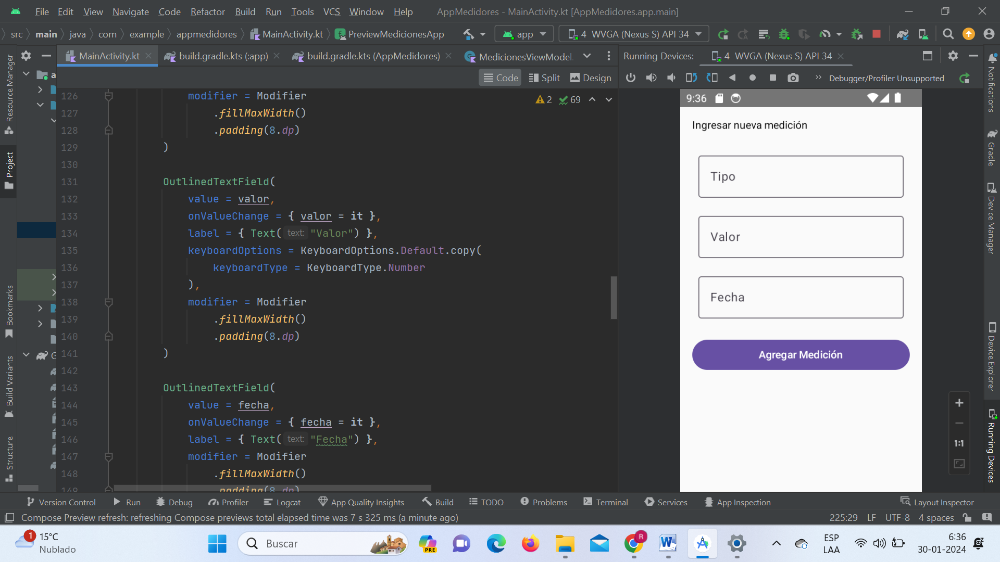 File Edit View Navigate Code Refactor Build Run Tools VCS Window Help AppMedidores - MainActivity.kt [AppMedidores.app.main]
src main java com example appmedidores MainActivity.kt PreviewMedicionesApp app 4 WVGA (Nexus S) API 34
MainActivity.kt build.gradle.kts (:app) build.gradle.kts (AppMedidores) MedicionesViewModel. Running Devices: 4 WVGA (Nexus S) API 34
Code Split Design Debugger/Profiler Unsupported
2 69
126 modifier = Modifier
127 .fillMaxWidth()
128 .padding(8.dp)
129 )
130
131 OutlinedTextField(
132 value = valor,
133 onValueChange = { valor = it },
134 label = { Text( text: "Valor") },
135 keyboardOptions = KeyboardOptions.Default.copy(
136 keyboardType = KeyboardType.Number
137 ),
138 modifier = Modifier
139 .fillMaxWidth()
140 .padding(8.dp)
141 )
142
143 OutlinedTextField(
144 value = fecha,
145 onValueChange = { fecha = it },
146 label = { Text( text: "Fecha") },
147 modifier = Modifier
148 .fillMaxWidth()
149 .padding(8.dp)
Resource Manager
Project
Bookmarks
Build Variants
Structure
a
G
9:36
Ingresar nueva medición
Tipo
Valor
Fecha
Agregar Medición
1:1
Notifications
Gradle
Device Manager
Device Explorer
Running Devices
Version Control Run Debug Profiler Logcat App Quality Insights Build TODO Problems Terminal Services App Inspection Layout Inspector
Compose Preview refresh: refreshing Compose previews total elapsed time was 7 s 325 ms (a minute ago) 225:29 LF UTF-8 4 spaces
1 15°C
Nublado
Buscar
PRE
R
W
ESP
LAA
6:36
30-01-2024